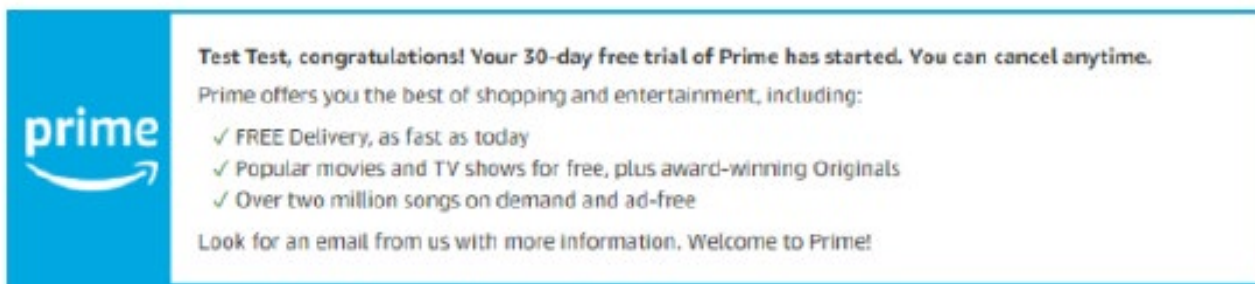 prime
Test Test, congratulations! Your 30-day free trial of Prime has started. You can cancel anytime.
Prime offers you the best of shopping and entertainment, including:
✓ FREE Delivery, as fast as today
✓ Popular movies and TV shows for free, plus award-winning Originals
✓ Over two million songs on demand and ad-free
Look for an email from us with more information. Welcome to Prime!